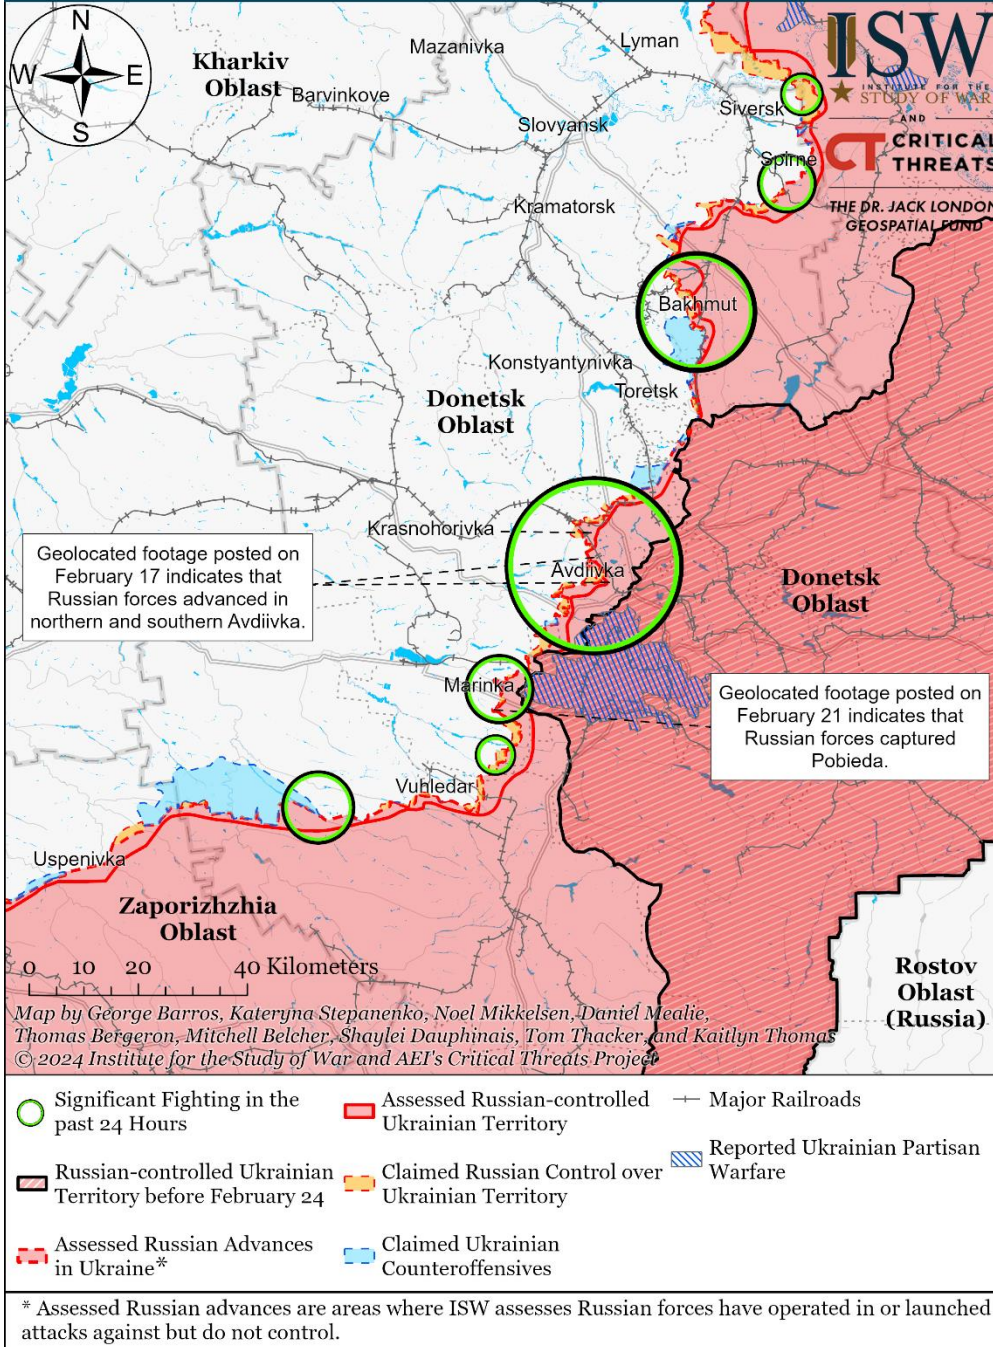 N
W E
S
Kharkiv
Oblast
Mazanivka
Lyman
Barvinkove
Slovyansk
Siversk
ISW
INSTITUTE FOR THE
STUDY OF WAR
AND
CT CRITICAL
THREATS
THE DR. JACK LONDON
GEOSPATIAL FUND
Spirne
Kramatorsk
Bakhmut
Konstyantynivka
Toretsk
Donetsk
Oblast
Krasnohorivka
Geolocated footage posted on
February 17 indicates that
Russian forces advanced in
northern and southern Avdiivka.
Avdiivka
Donetsk
Oblast
Marinka
Geolocated footage posted on
February 21 indicates that
Russian forces captured
Pobieda.
Vuhledar
Uspenivka
Zaporizhzhia
Oblast
Rostov
Oblast
(Russia)
0 10 20 40 Kilometers
Map by George Barros, Kateryna Stepanenko, Noel Mikkelsen, Daniel Mealie,
Thomas Bergeron, Mitchell Belcher, Shaylei Dauphinais, Tom Thacker, and Kaitlyn Thomas
© 2024 Institute for the Study of War and AEI's Critical Threats Project
Significant Fighting in the
past 24 Hours
Russian-controlled Ukrainian
Territory before February 24
Assessed Russian Advances
in Ukraine*
Assessed Russian-controlled
Ukrainian Territory
Claimed Russian Control over
Ukrainian Territory
Claimed Ukrainian
Counteroffensives
Major Railroads
Reported Ukrainian Partisan
Warfare
* Assessed Russian advances are areas where ISW assesses Russian forces have operated in or launched
attacks against but do not control.